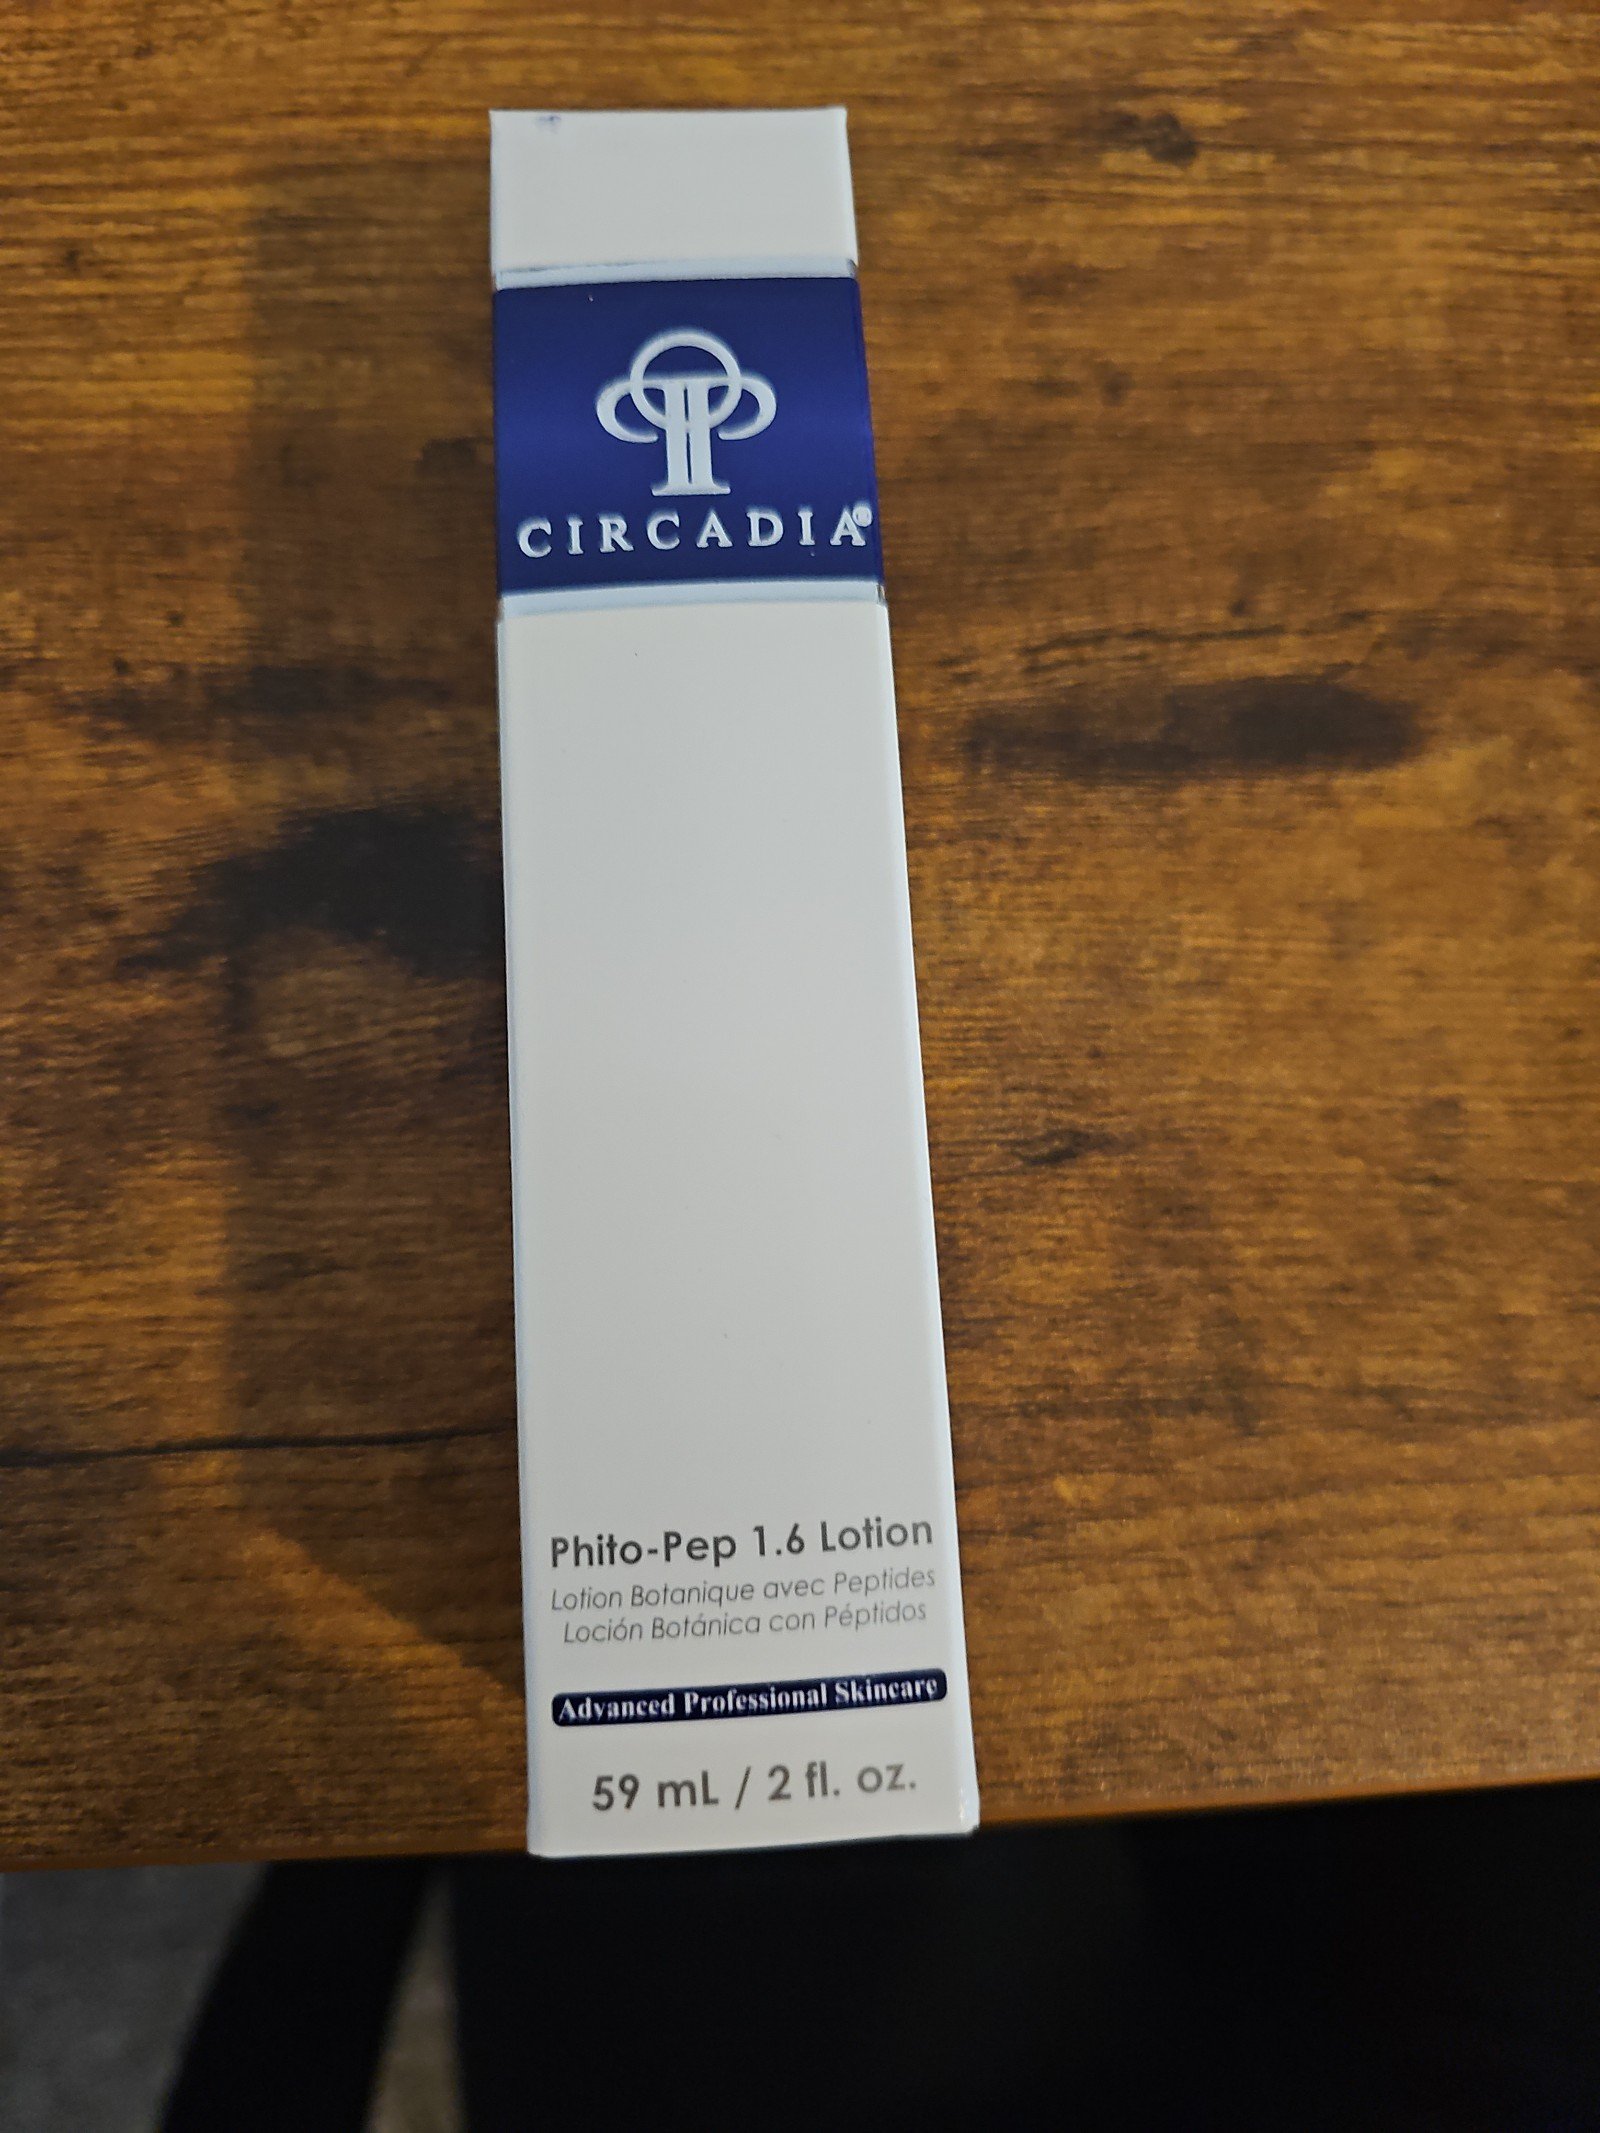 CIRCADIA®
Phito-Pep 1.6 Lotion
Lotion Botanique avec Peptides
Loción Botánica con Péptidos
Advanced Professional Skincare
59 mL / 2 fl. oz.